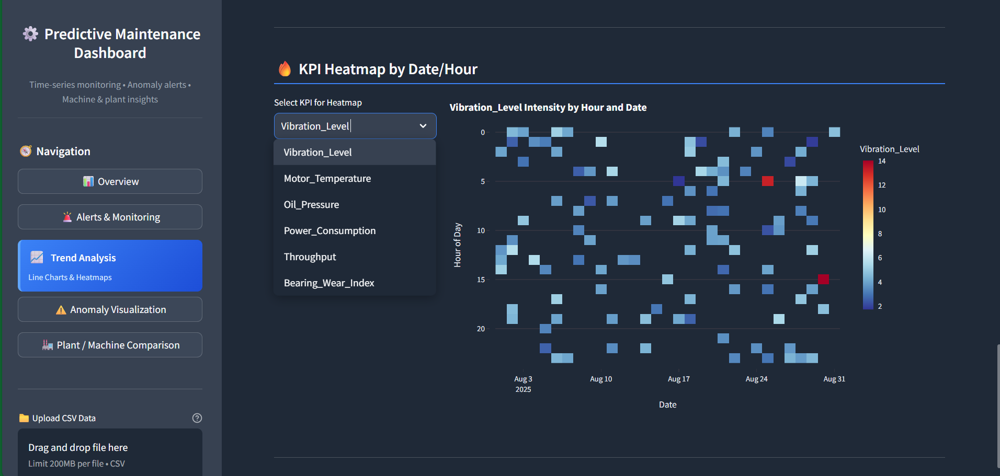 Predictive Maintenance
Dashboard
Time-series monitoring • Anomaly alerts •
Machine & plant insights
Navigation
Overview
Alerts & Monitoring
Trend Analysis
Line Charts & Heatmaps
Anomaly Visualization
Plant / Machine Comparison
Upload CSV Data
Drag and drop file here
Limit 200MB per file • CSV
KPI Heatmap by Date/Hour
Select KPI for Heatmap
Vibration_Level
Vibration_Level
Motor_Temperature
Oil_Pressure
Power_Consumption
Throughput
Bearing_Wear_Index
Vibration_Level Intensity by Hour and Date
Hour of Day
0
5
10
15
20
Aug 3
2025
Aug 10
Aug 17
Aug 24
Aug 31
Date
Vibration_Level
14
12
10
8
6
4
2